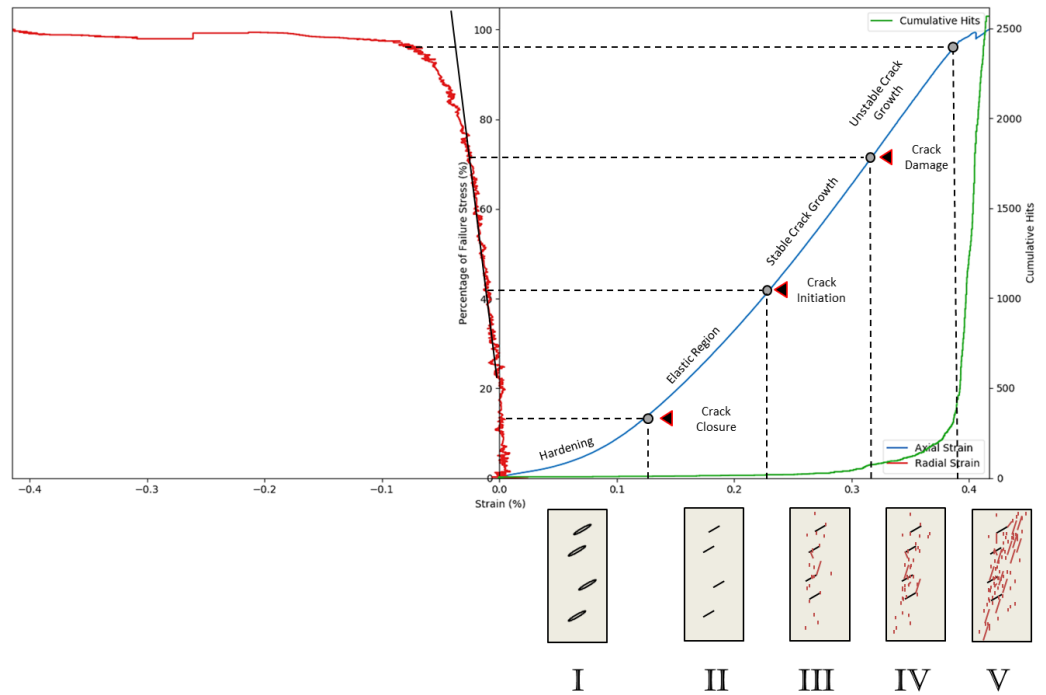 100
80
60
40
20
0
Percentage of Failure Stress (%)
Cumulative Hits
2500
2000
1500
1000
500
0
Cumulative Hits
Unstable Crack
Growth
Crack
Damage
Stable Crack Growth
Crack
Initiation
Elastic Region
Crack
Closure
Hardening
Axial Strain
Radial Strain
−0.4
−0.3
−0.2
−0.1
0.0
0.1
0.2
0.3
0.4
Strain (%)
I
II
III
IV
V